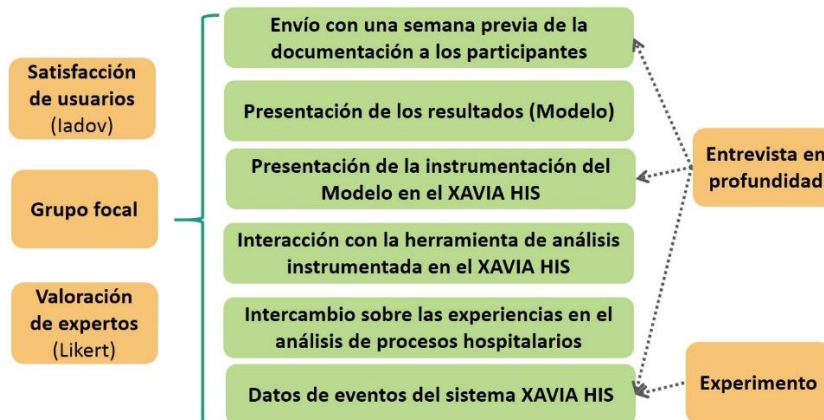 Satisfacción
de usuarios
(Iadov)
Grupo focal
Valoración
de expertos
(Likert)
Envío con una semana previa de la
documentación a los participantes
Presentación de los resultados (Modelo)
Presentación de la instrumentación del
Modelo en el XAVIA HIS
Interacción con la herramienta de análisis
instrumentada en el XAVIA HIS
Intercambio sobre las experiencias en el
análisis de procesos hospitalarios
Datos de eventos del sistema XAVIA HIS
Entrevista en
profundidad
Experimento